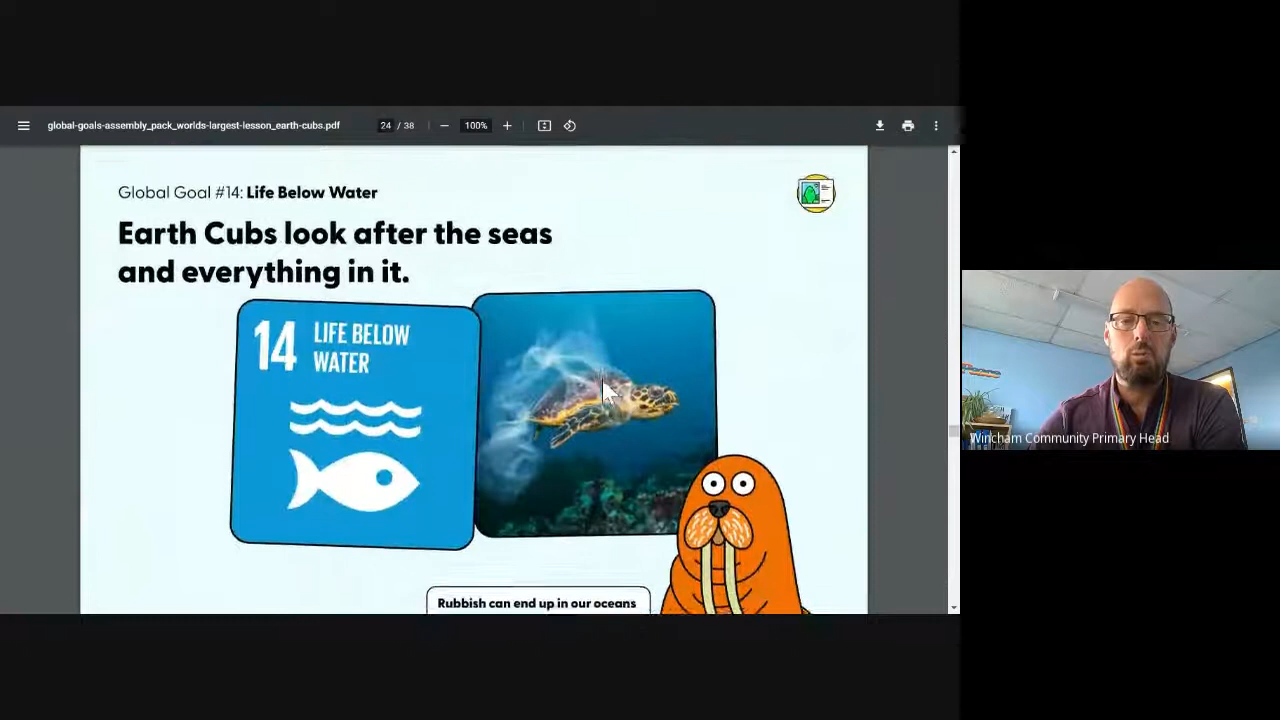 global-goals-assembly_pack_worlds-largest-lesson_earth-cubs.pdf
24 / 38
100%
Global Goal #14: Life Below Water
Earth Cubs look after the seas
and everything in it.
14 LIFE BELOW
WATER
Rubbish can end up in our oceans
Wincham Community Primary Head